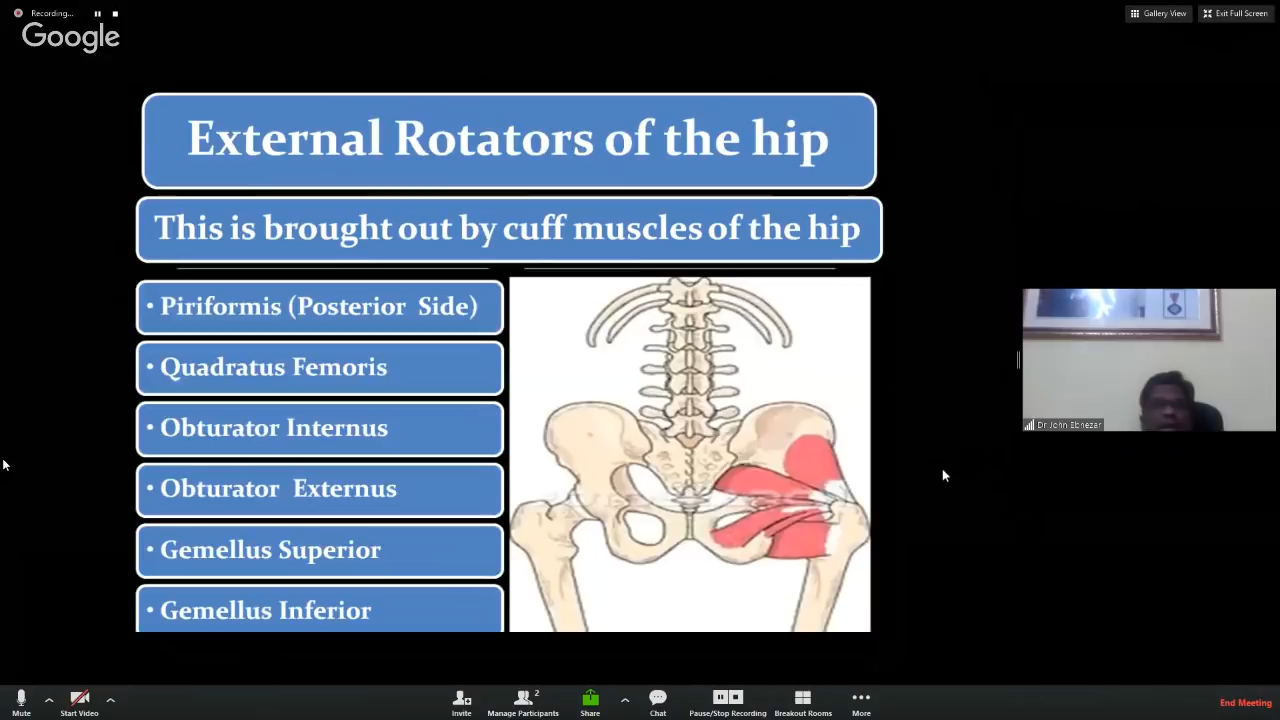 Recording...
Gallery View
Exit Full Screen
Google
External Rotators of the hip
This is brought out by cuff muscles of the hip
• Piriformis (Posterior Side)
• Quadratus Femoris
• Obturator Internus
• Obturator Externus
• Gemellus Superior
• Gemellus Inferior
Dr John Ebnezar
Mute
Start Video
Invite
2
Manage Participants
Share
Chat
Pause/Stop Recording
Breakout Rooms
More
End Meeting